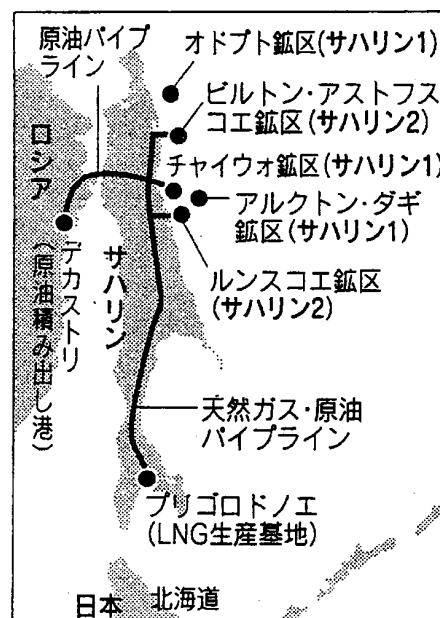 原油パイプ
ライン
オドプト鉱区(サハリン1)
ビルトン・アストフス
コエ鉱区(サハリン2)
チャイウォ鉱区(サハリン1)
アルクトン・ダギ
鉱区(サハリン1)
ルンスコエ鉱区
(サハリン2)
ロシア
デカストリ
(原油積み出し港)
サハリン
天然ガス・原油
パイプライン
プリゴロドノエ
(LNG生産基地)
日本
北海道